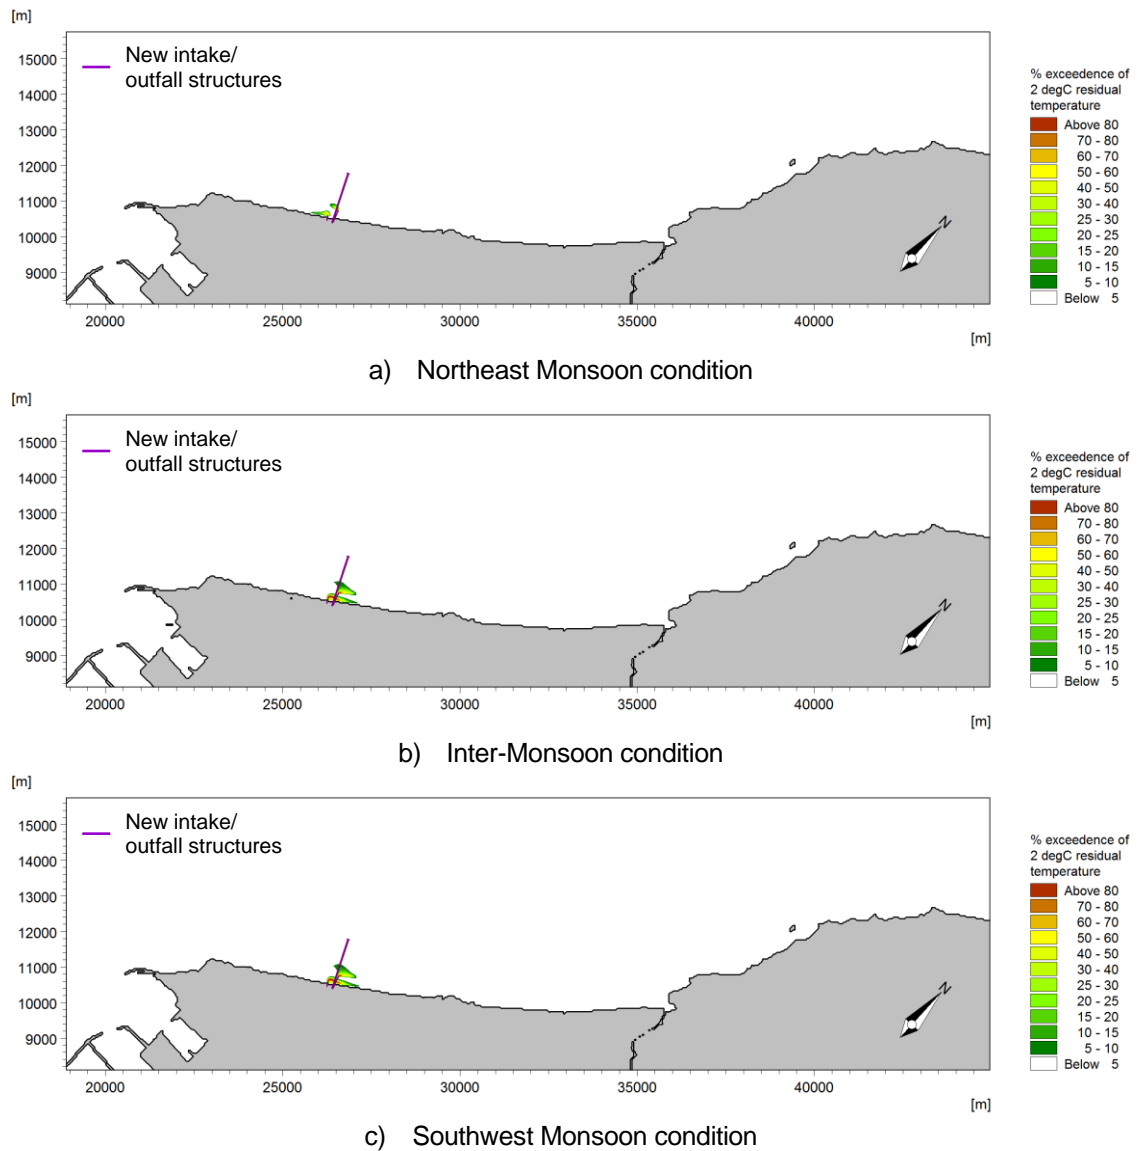 [m]
15000
14000
13000
12000
11000
10000
9000
New intake/
outfall structures
% exceedence of
2 degC residual
temperature
Above 80
70 - 80
60 - 70
50 - 60
40 - 50
30 - 40
25 - 30
20 - 25
15 - 20
10 - 15
5 - 10
Below 5
N
20000 25000 30000 35000 40000
[m]
a) Northeast Monsoon condition
[m]
15000
14000
13000
12000
11000
10000
9000
New intake/
outfall structures
% exceedence of
2 degC residual
temperature
Above 80
70 - 80
60 - 70
50 - 60
40 - 50
30 - 40
25 - 30
20 - 25
15 - 20
10 - 15
5 - 10
Below 5
N
20000 25000 30000 35000 40000
[m]
b) Inter-Monsoon condition
[m]
15000
14000
13000
12000
11000
10000
9000
New intake/
outfall structures
% exceedence of
2 degC residual
temperature
Above 80
70 - 80
60 - 70
50 - 60
40 - 50
30 - 40
25 - 30
20 - 25
15 - 20
10 - 15
5 - 10
Below 5
N
20000 25000 30000 35000 40000
[m]
c) Southwest Monsoon condition